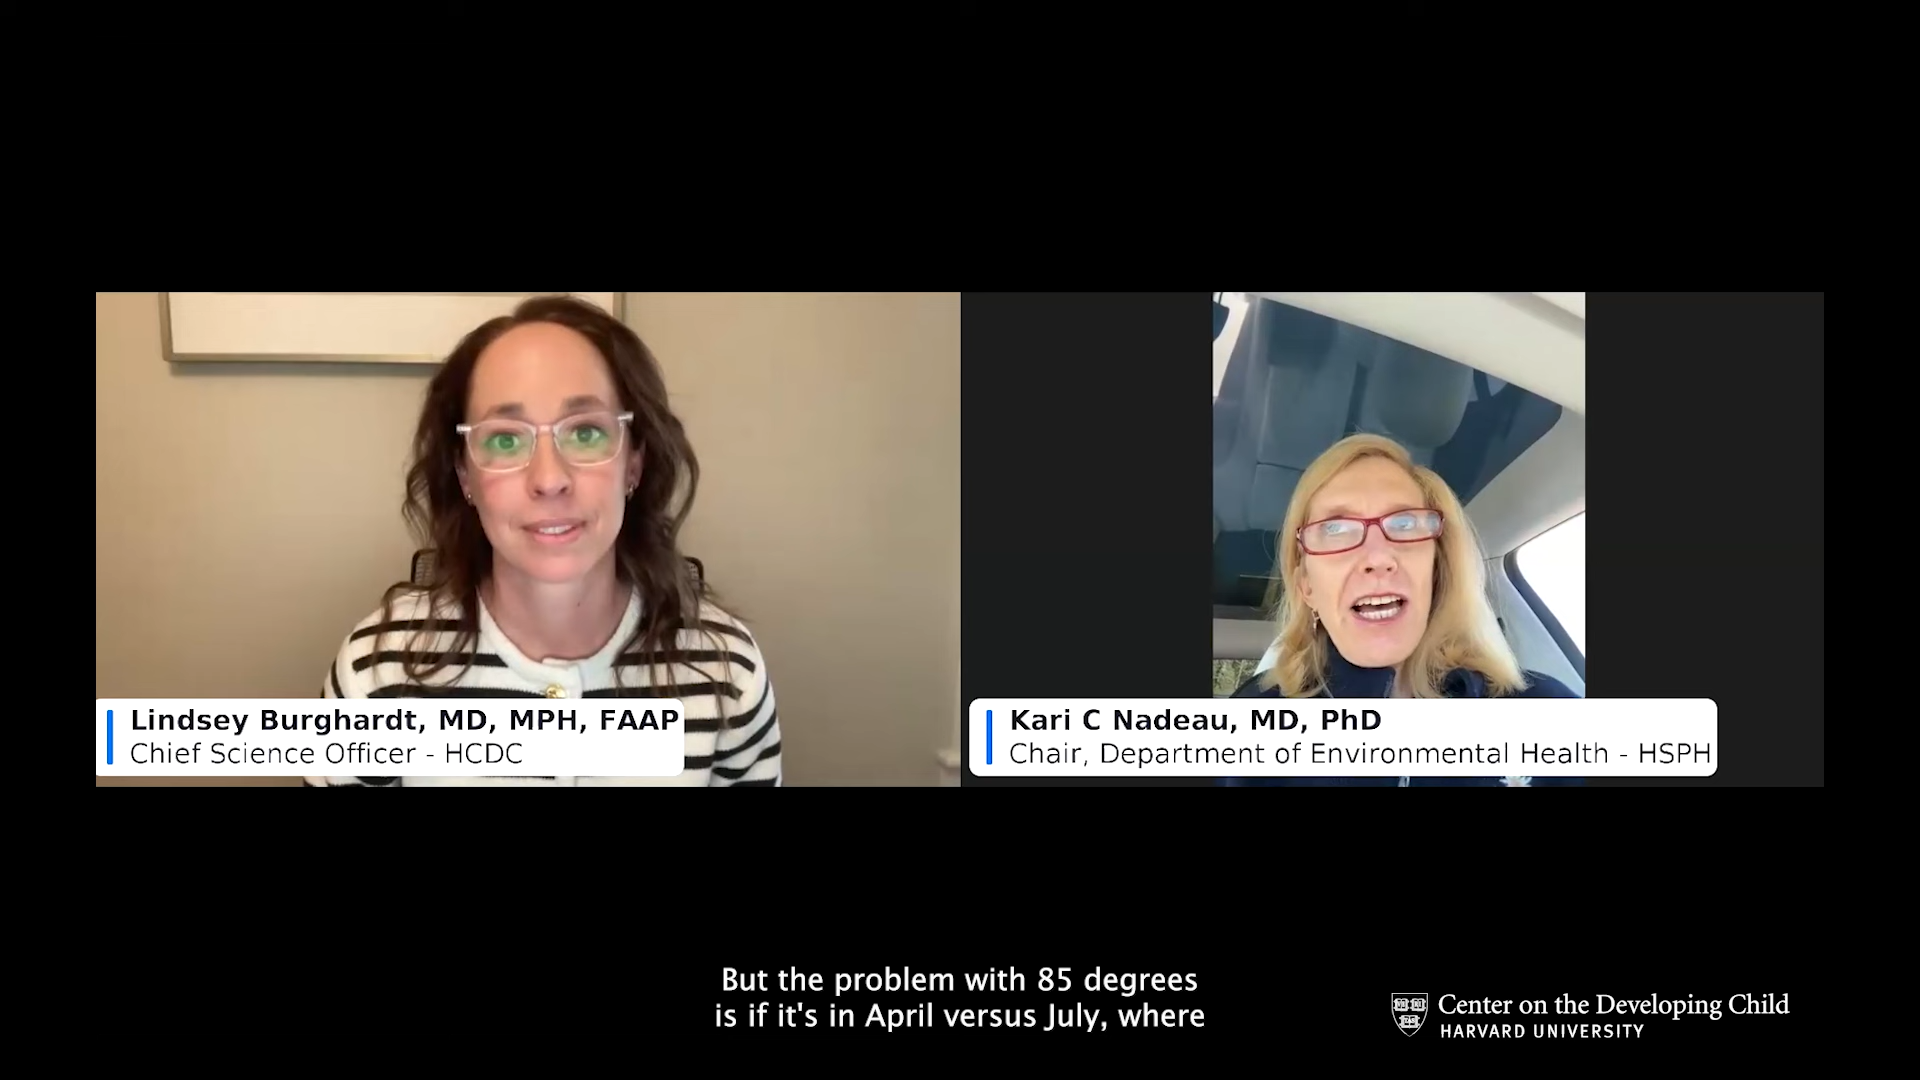 Lindsey Burghardt, MD, MPH, FAAP
Chief Science Officer - HCDC
Kari C Nadeau, MD, PhD
Chair, Department of Environmental Health - HSPH
But the problem with 85 degrees
is if it's in April versus July, where
Center on the Developing Child
HARVARD UNIVERSITY